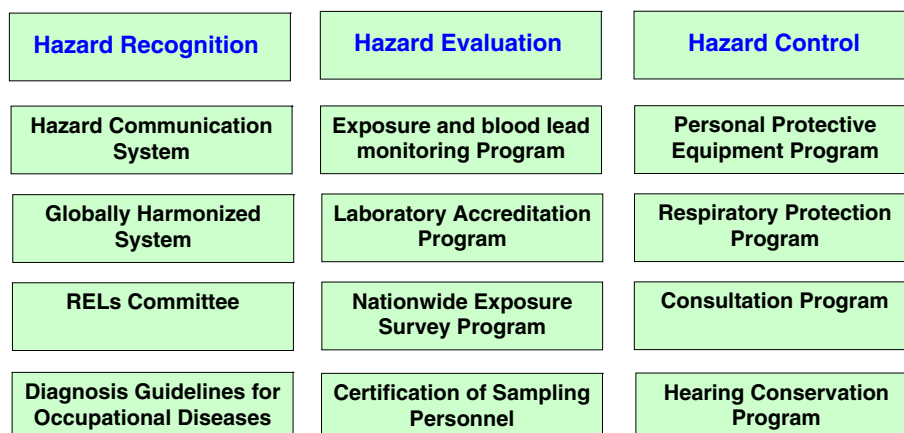 Hazard Recognition
Hazard Evaluation
Hazard Control
Hazard Communication
System
Exposure and blood lead
monitoring Program
Personal Protective
Equipment Program
Globally Harmonized
System
Laboratory Accreditation
Program
Respiratory Protection
Program
RELs Committee
Nationwide Exposure
Survey Program
Consultation Program
Diagnosis Guidelines for
Occupational Diseases
Certification of Sampling
Personnel
Hearing Conservation
Program